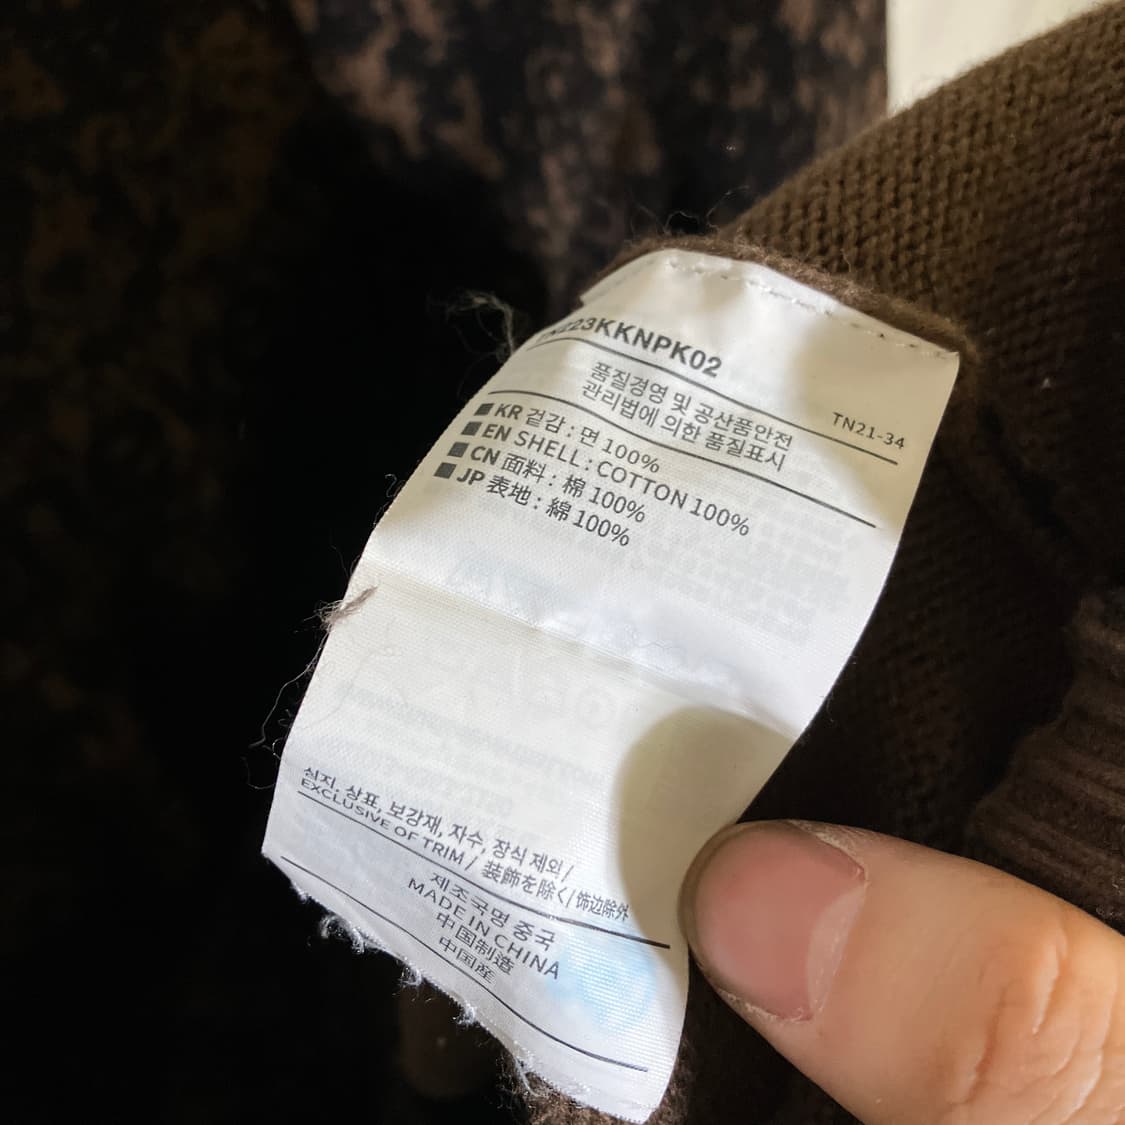 TN223KKNPK02
TN21-34
품질경영 및 공산품안전
관리법에 의한 품질표시
KR 겉감 : 면 100%
EN SHELL : COTTON 100%
CN 面料 : 棉 100%
JP 表地 : 綿 100%
심지, 상표, 보강재, 자수, 장식 제외 /
EXCLUSIVE OF TRIM / 装飾を除く/ 饰边除外
제조국명 중국
MADE IN CHINA
中国制造
中国産